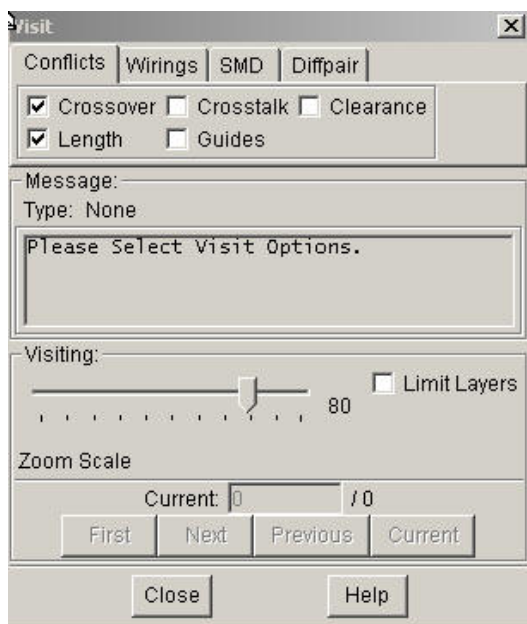 Visit
Conflicts Wirings SMD Diffpair
Crossover Crosstalk Clearance
Length Guides
Message:
Type: None
Please Select Visit Options.
Visiting:
80 Limit Layers
Zoom Scale
Current: 0 / 0
First Next Previous Current
Close Help